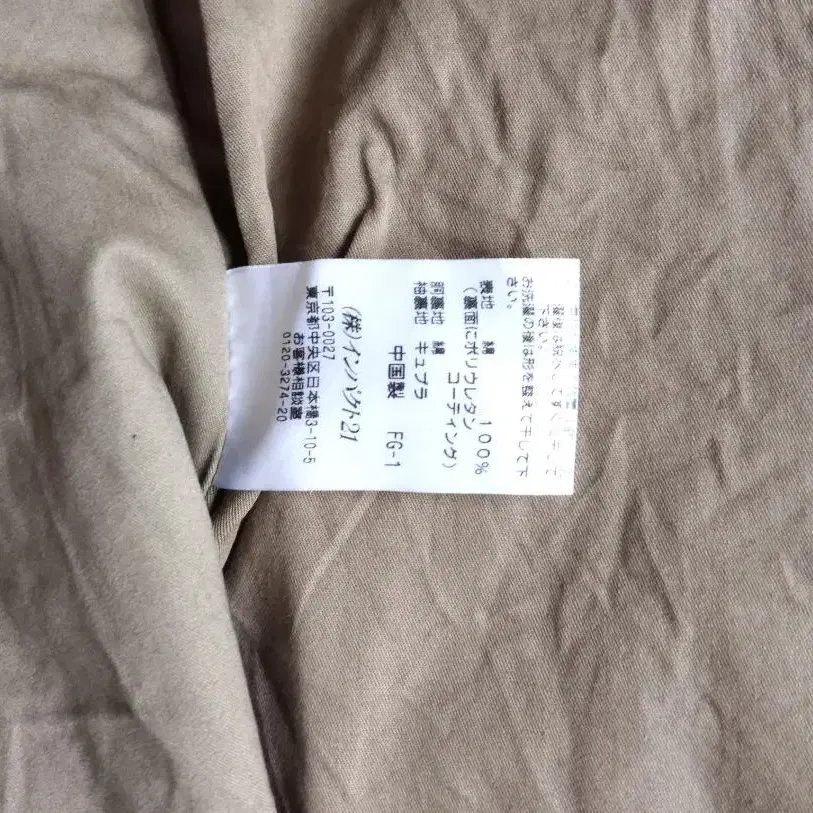 下さい。
お洗濯の後は形を整えて干して下
さい。
表地 綿 100%
(裏面にポリウレタン
コーディング)
胴裏地 綿
袖裏地 キュプラ
中国製 FG-1
(株)インパクト21
〒103-0027
東京都中央区日本橋3-10-5
お客様相談室
0120-3274-20